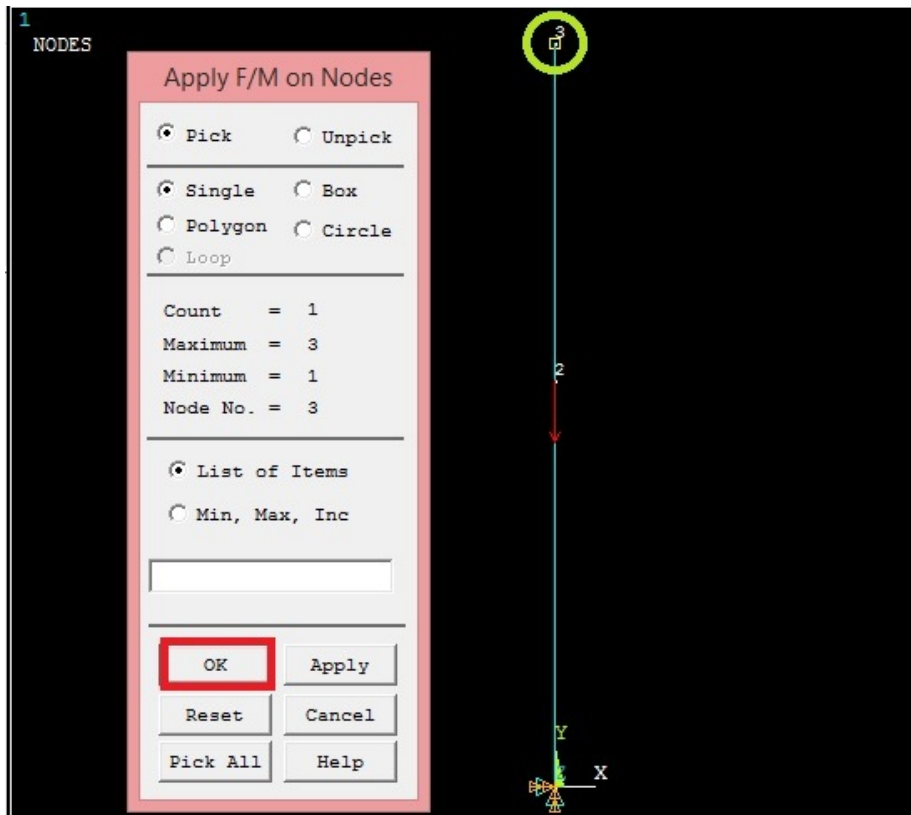 1
NODES
Apply F/M on Nodes
Pick Unpick
Single Box
Polygon Circle
Loop
Count = 1
Maximum = 3
Minimum = 1
Node No. = 3
List of Items
Min, Max, Inc
OK Apply
Reset Cancel
Pick All Help
3
2
Y
X